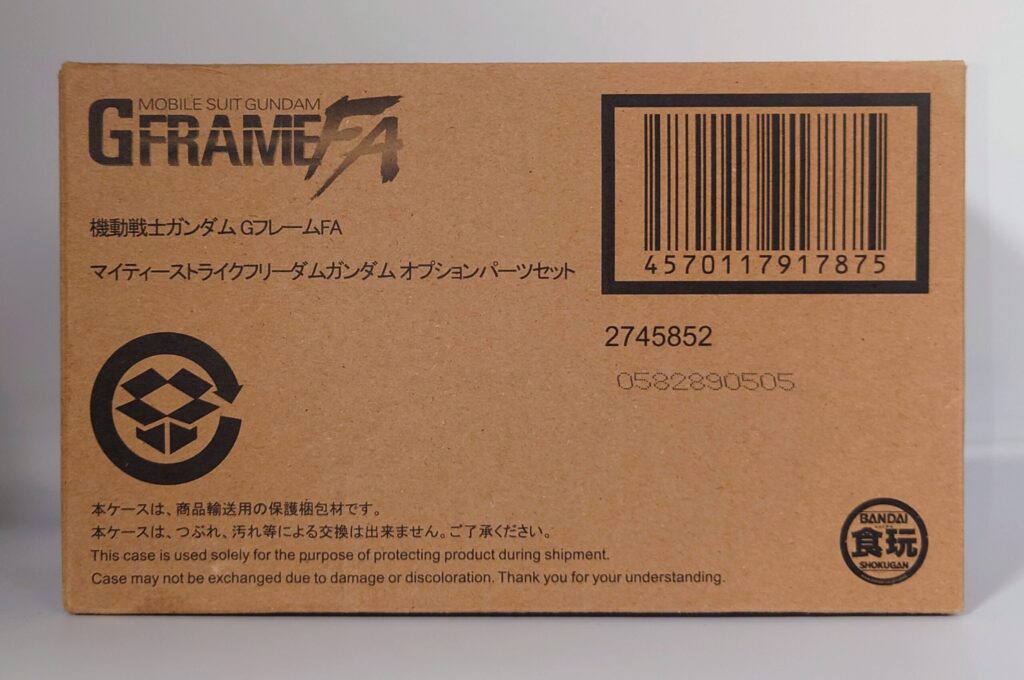 MOBILE SUIT GUNDAM
GFRAMEFA
機動戦士ガンダム GフレームFA
マイティーストライクフリーダムガンダム オプションパーツセット
4570117917875
2745852
0582890505
本ケースは、商品輸送用の保護梱包材です。
本ケースは、つぶれ、汚れ等による交換は出来ません。ご了承ください。
This case is used solely for the purpose of protecting product during shipment.
Case may not be exchanged due to damage or discoloration. Thank you for your understanding.
BANDAI
食玩
SHOKUGAN